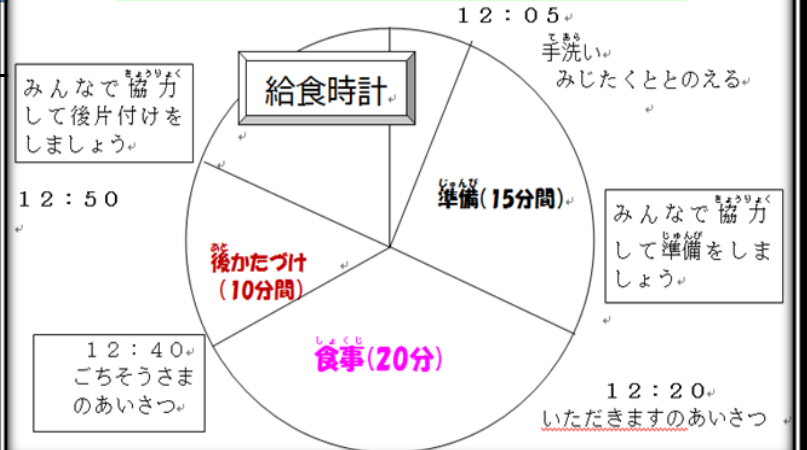 12:05
手洗い
みじたくととのえる
給食時計
みんなで協力
して後片付けを
しましょう
準備(15分間)
みんなで協力
して準備をしま
しょう
12:50
後かたづけ
(10分間)
食事(20分)
12:40
ごちそうさま
のあいさつ
12:20
いただきますのあいさつ